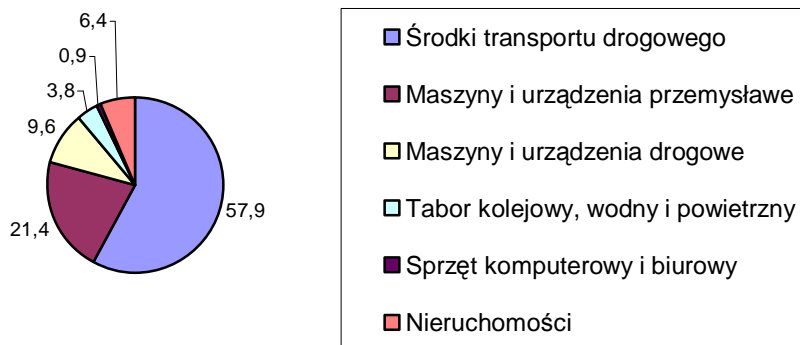 6,4
0,9
3,8
9,6
21,4
57,9
Środki transportu drogowego
Maszyny i urządzenia przemysławe
Maszyny i urządzenia drogowe
Tabor kolejowy, wodny i powietrzny
Sprzęt komputerowy i biurowy
Nieruchomości